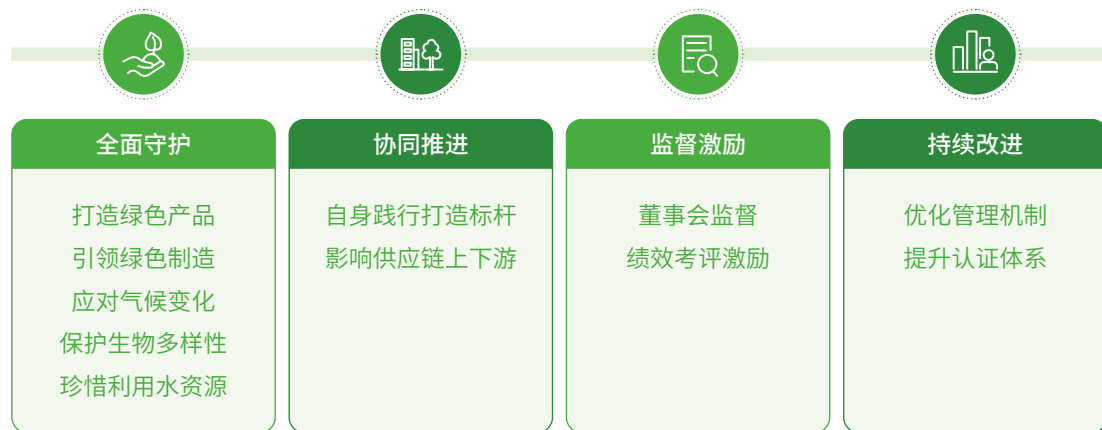 全面守护
打造绿色产品
引领绿色制造
应对气候变化
保护生物多样性
珍惜利用水资源
协同推进
自身践行打造标杆
影响供应链上下游
监督激励
董事会监督
绩效考评激励
持续改进
优化管理机制
提升认证体系